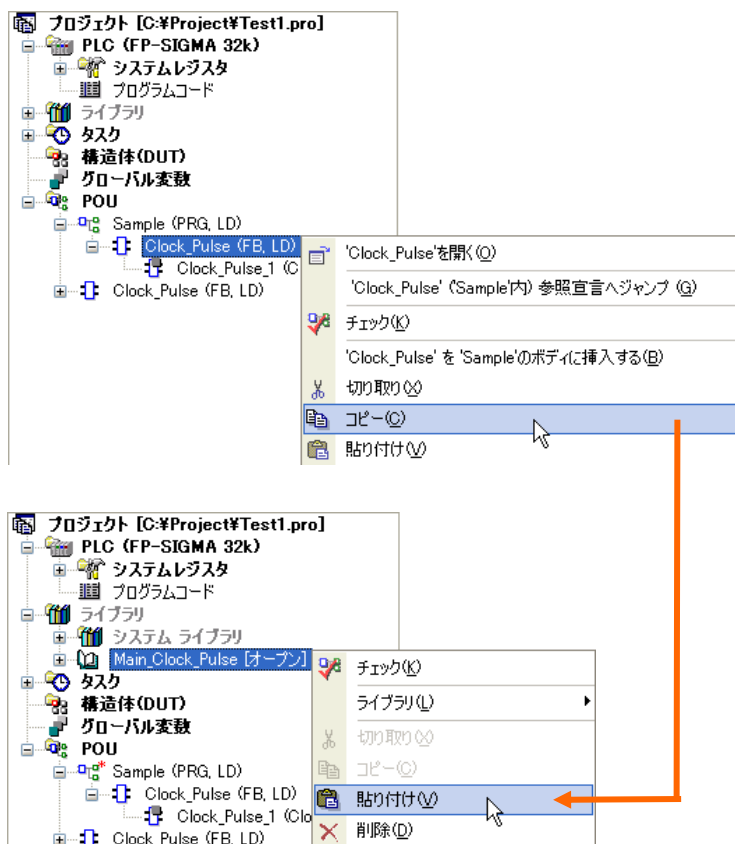 プロジェクト [C:¥Project¥Test1.pro]
PLC (FP-SIGMA 32k)
システムレジスタ
プログラムコード
ライブラリ
タスク
構造体(DUT)
グローバル変数
POU
Sample (PRG, LD)
Clock_Pulse (FB, LD)
Clock_Pulse_1 (C
Clock_Pulse (FB, LD)
'Clock_Pulse'を開く(O)
'Clock_Pulse' ('Sample'内) 参照宣言へジャンプ (G)
チェック(K)
'Clock_Pulse' を 'Sample'のボディに挿入する(B)
切り取り(X)
コピー(C)
貼り付け(V)
プロジェクト [C:¥Project¥Test1.pro]
PLC (FP-SIGMA 32k)
システムレジスタ
プログラムコード
ライブラリ
システム ライブラリ
Main_Clock_Pulse [オープン]
タスク
構造体(DUT)
グローバル変数
POU
Sample (PRG, LD)
Clock_Pulse (FB, LD)
Clock_Pulse_1 (Clo
Clock_Pulse (FB, LD)
チェック(K)
ライブラリ(L)
切り取り(X)
コピー(C)
貼り付け(V)
削除(D)